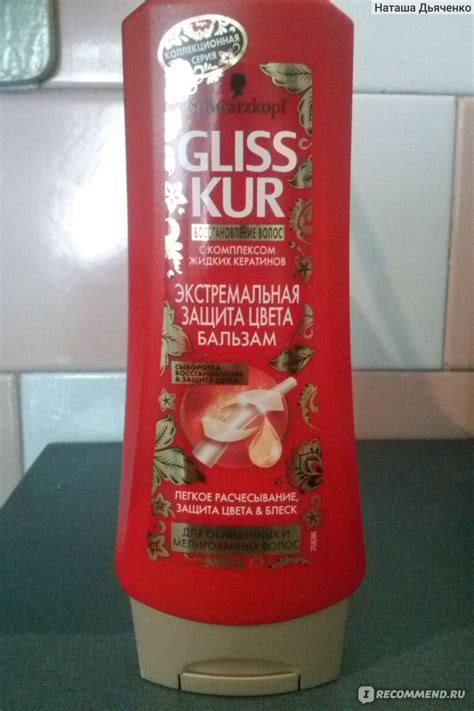 Наташа Дьяченко
КОЛЛЕКЦИОННАЯ
СЕРИЯ
Schwarzkopf
GLISS
KUR
ВОССТАНОВЛЕНИЕ ВОЛОС
С КОМПЛЕКСОМ
ЖИДКИХ КЕРАТИНОВ
ЭКСТРЕМАЛЬНАЯ
ЗАЩИТА ЦВЕТА
БАЛЬЗАМ
СЫВОРОТКА-
ВОССТАНОВЛЕНИЕ
& ЗАЩИТА ЦВЕТА
ЛЕГКОЕ РАСЧЕСЫВАНИЕ,
ЗАЩИТА ЦВЕТА & БЛЕСК
ДЛЯ ОКРАШЕННЫХ И
МЕЛИРОВАННЫХ ВОЛОС
I RECOMMEND.RU